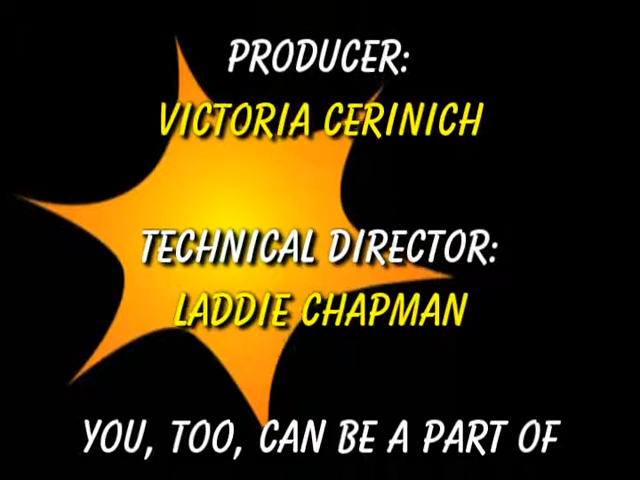 PRODUCER:
VICTORIA CERINICH
TECHNICAL DIRECTOR:
LADDIE CHAPMAN
YOU, TOO, CAN BE A PART OF